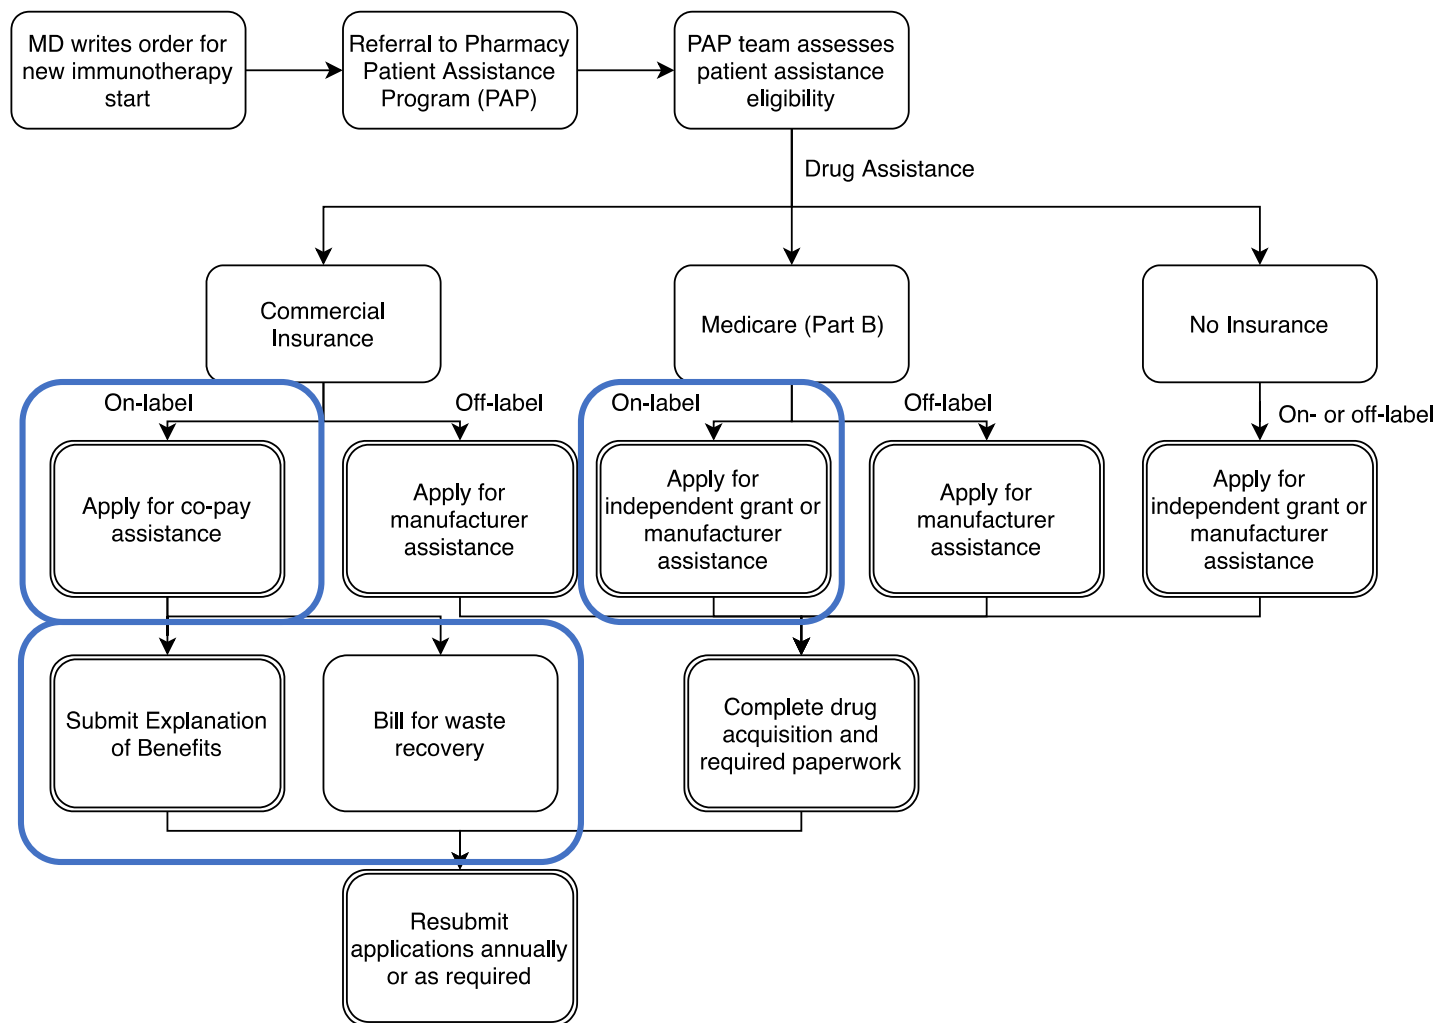 MD writes order for
new immunotherapy
start
Referral to Pharmacy
Patient Assistance
Program (PAP)
PAP team assesses
patient assistance
eligibility
Drug Assistance
Commercial
Insurance
Medicare (Part B)
No Insurance
On-label
Off-label
On-label
Off-label
On- or off-label
Apply for co-pay
assistance
Apply for
manufacturer
assistance
Apply for
independent grant or
manufacturer
assistance
Apply for
manufacturer
assistance
Apply for
independent grant or
manufacturer
assistance
Submit Explanation
of Benefits
Bill for waste
recovery
Complete drug
acquisition and
required paperwork
Resubmit
applications annually
or as required